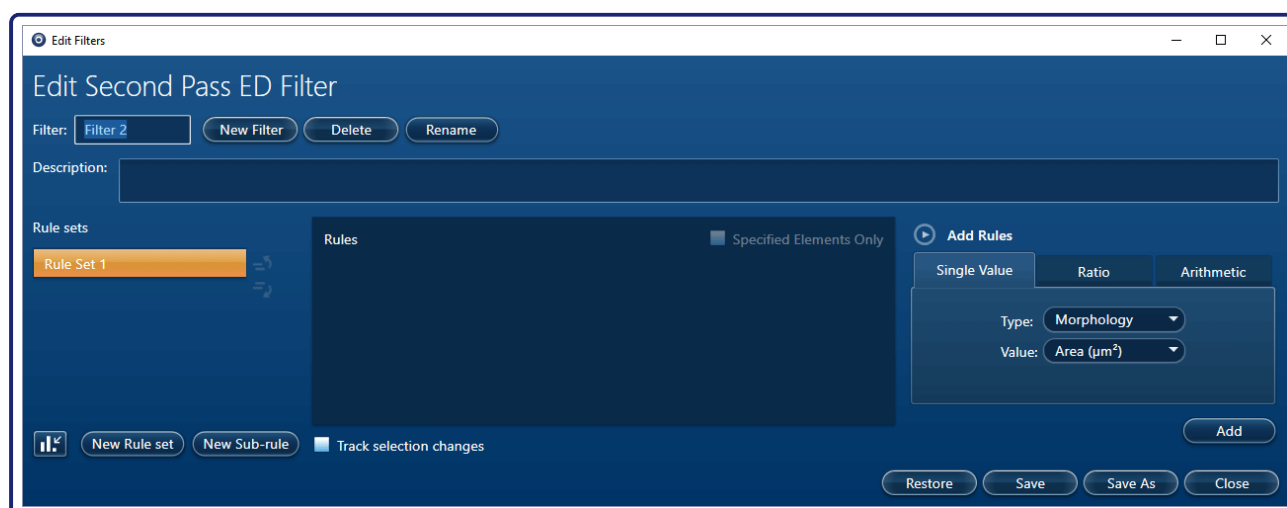 Edit Filters
Edit Second Pass ED Filter
Filter: Filter 2 New Filter Delete Rename
Description:
Rule sets
Rule Set 1
Rules Specified Elements Only
Add Rules
Single Value Ratio Arithmetic
Type: Morphology
Value: Area (µm²)
New Rule set New Sub-rule Track selection changes
Add
Restore Save Save As Close